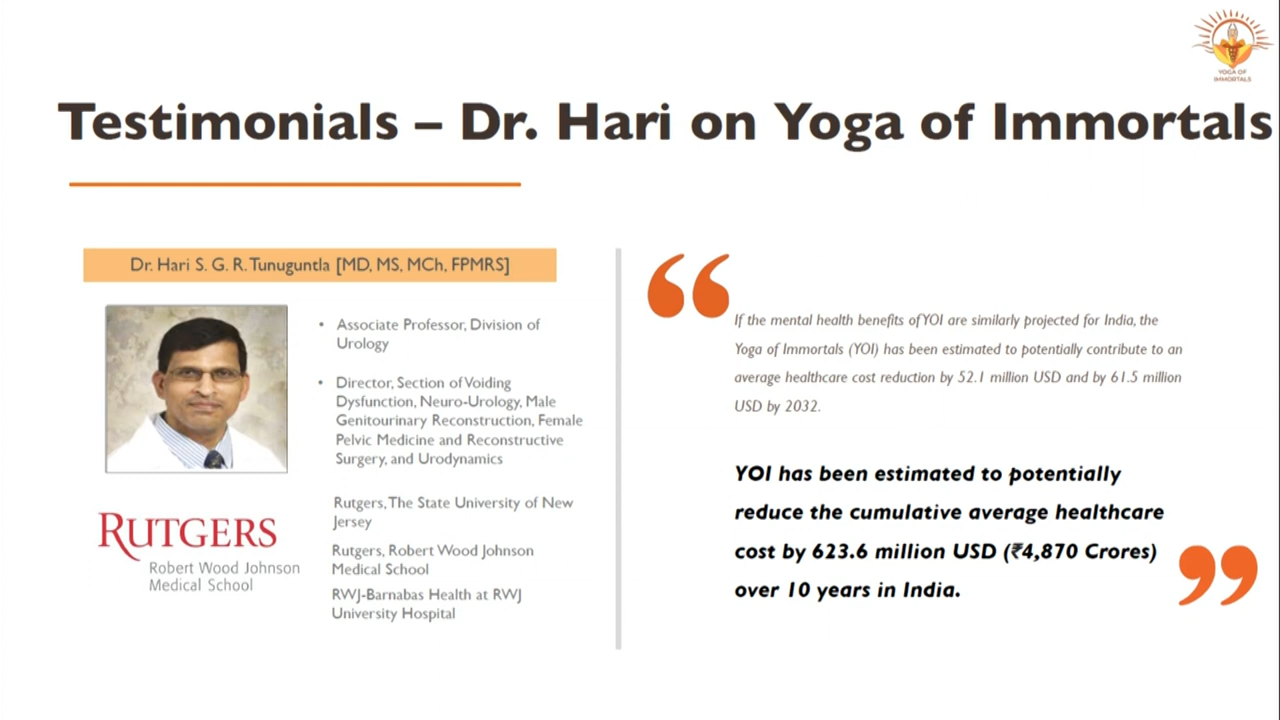 YOGA OF
IMMORTALS
Testimonials – Dr. Hari on Yoga of Immortals
Dr. Hari S. G. R. Tunuguntla [MD, MS, MCh, FPMRS]
• Associate Professor, Division of
Urology
• Director, Section of Voiding
Dysfunction, Neuro-Urology, Male
Genitourinary Reconstruction, Female
Pelvic Medicine and Reconstructive
Surgery, and Urodynamics
Rutgers, The State University of New
Jersey
Rutgers, Robert Wood Johnson
Medical School
RWJ-Barnabas Health at RWJ
University Hospital
RUTGERS
Robert Wood Johnson
Medical School
“
If the mental health benefits of YOI are similarly projected for India, the
Yoga of Immortals (YOI) has been estimated to potentially contribute to an
average healthcare cost reduction by 52.1 million USD and by 61.5 million
USD by 2032.
YOI has been estimated to potentially
reduce the cumulative average healthcare
cost by 623.6 million USD (₹4,870 Crores)
over 10 years in India.
”